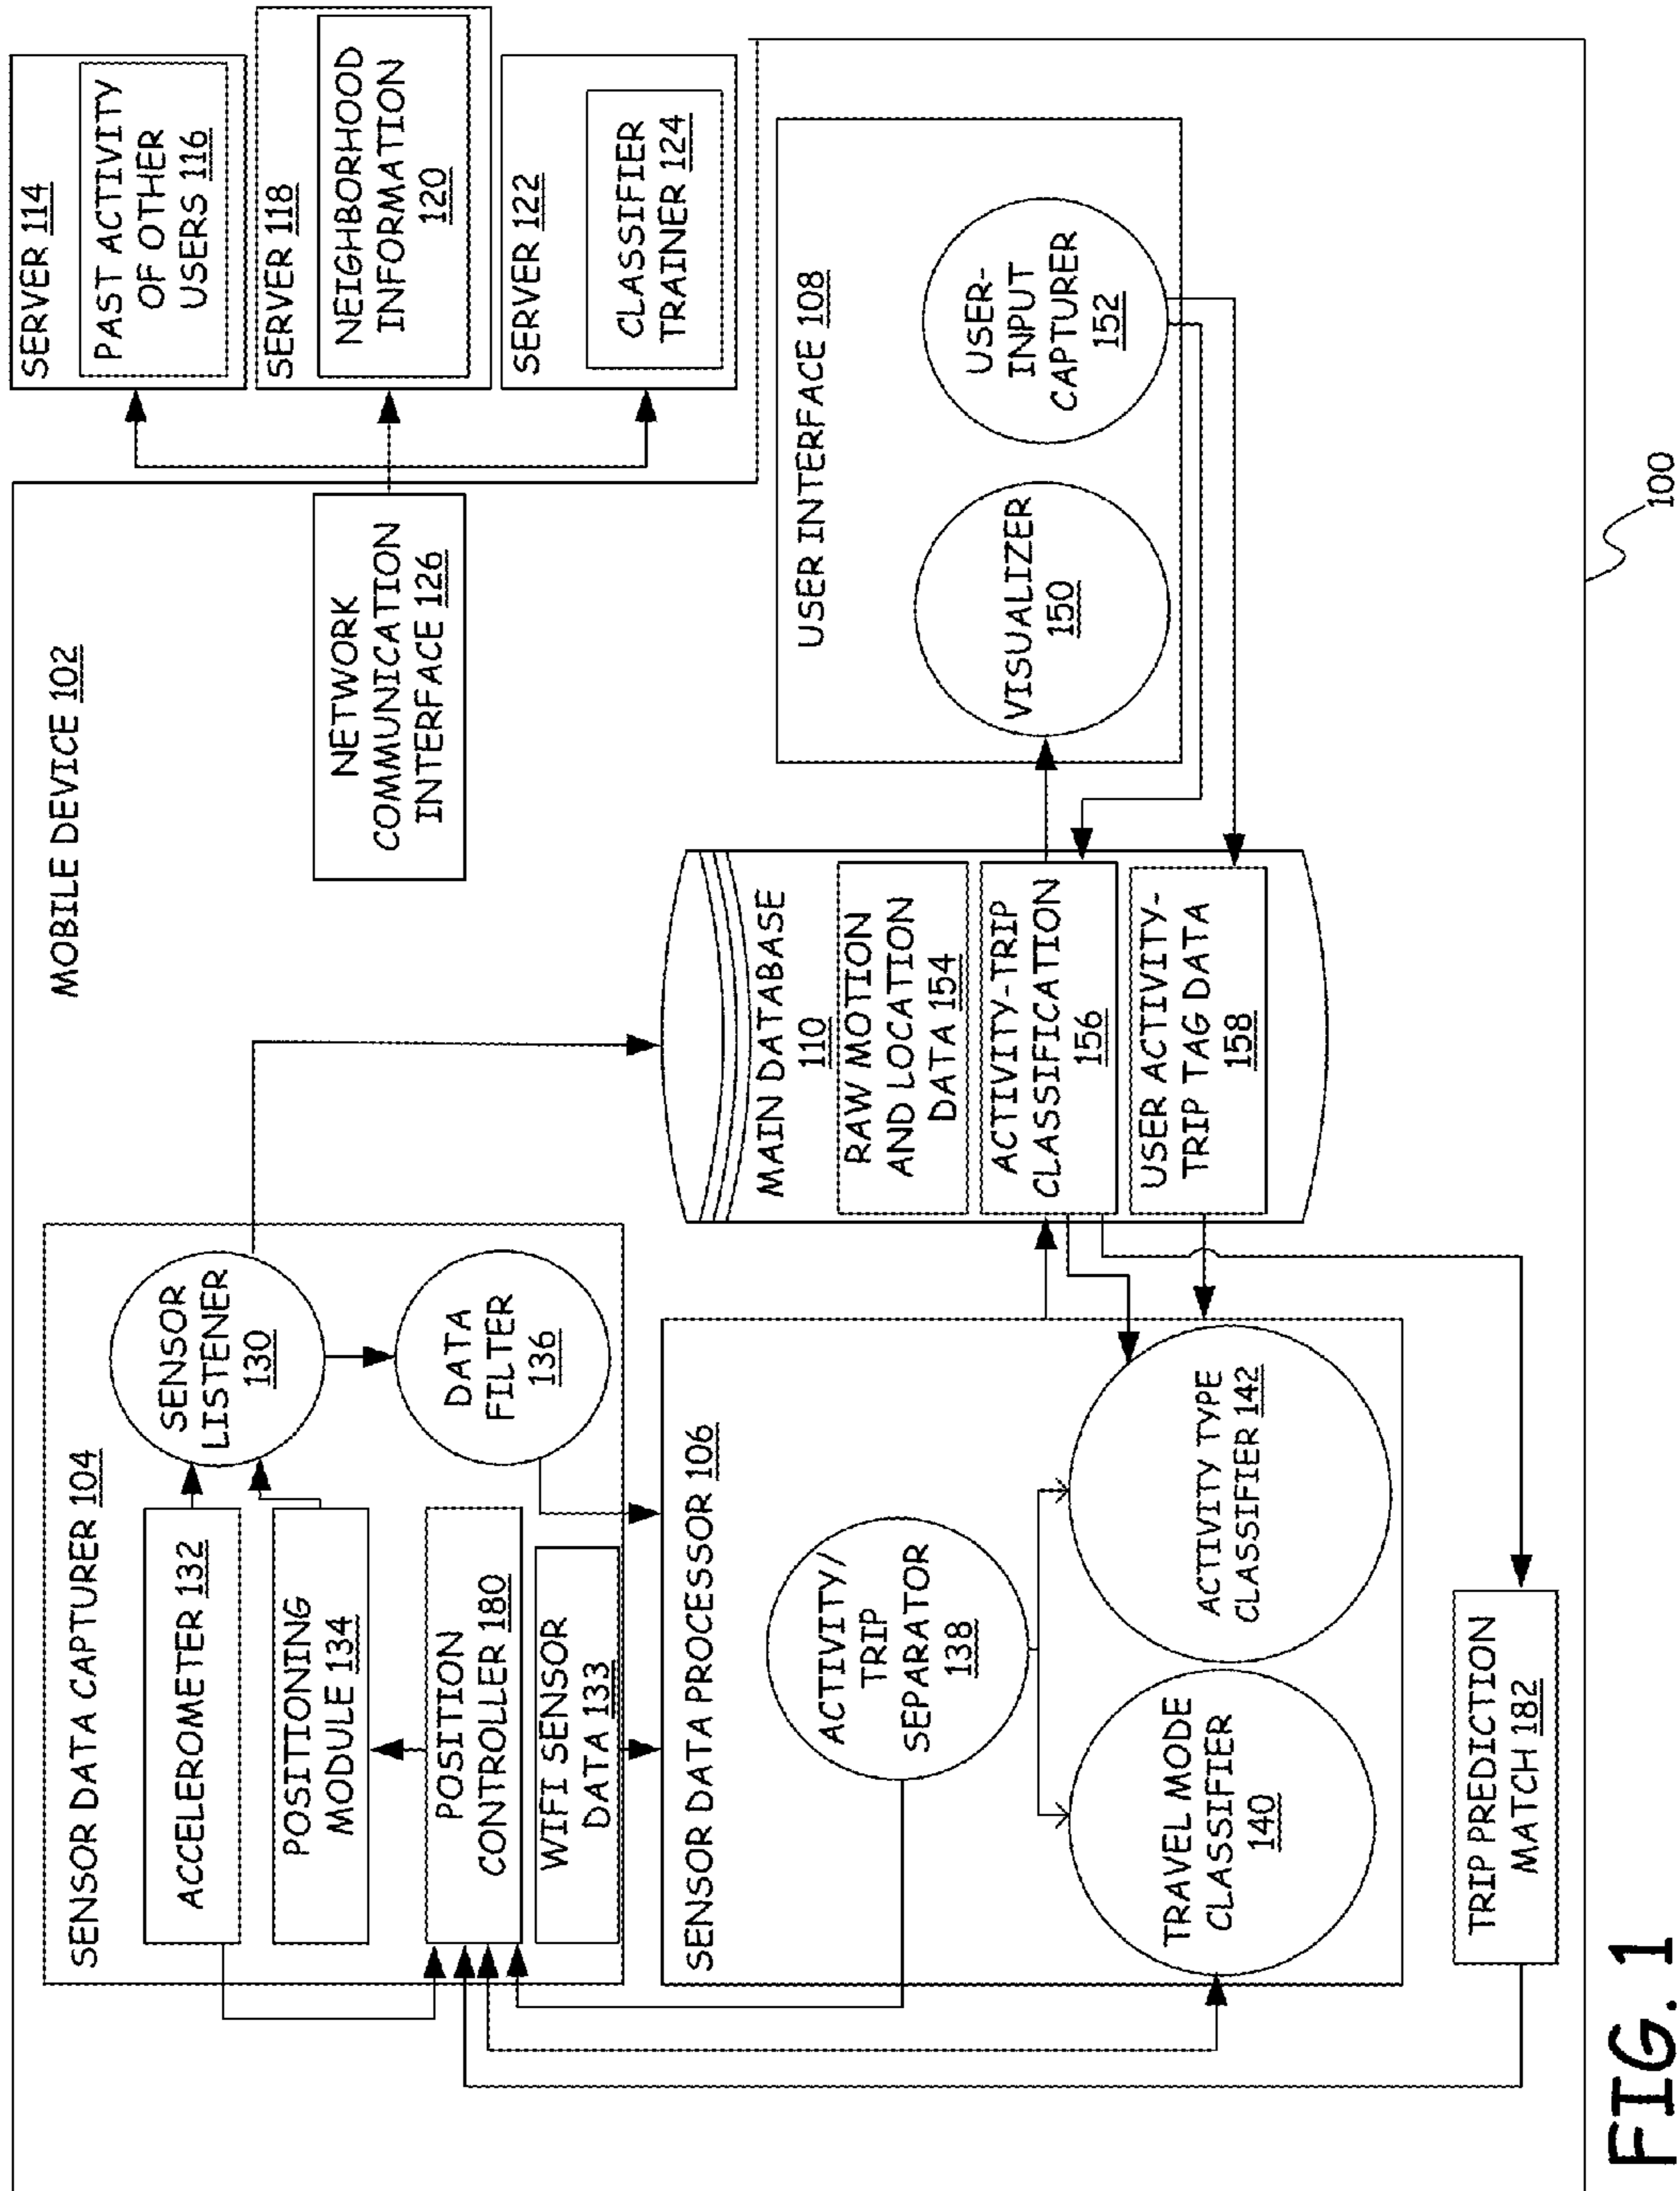 MOBILE DEVICE 102
SENSOR DATA CAPTURER 104
ACCELEROMETER 132
POSITIONING
MODULE 134
POSITION
CONTROLLER 180
WIFI SENSOR
DATA 133
SENSOR
LISTENER
130
DATA
FILTER
136
SENSOR DATA PROCESSOR 106
ACTIVITY/
TRIP
SEPARATOR
138
TRAVEL MODE
CLASSIFIER
140
ACTIVITY TYPE
CLASSIFIER 142
TRIP PREDICTION
MATCH 182
MAIN DATABASE
110
RAW MOTION
AND LOCATION
DATA 154
ACTIVITY-TRIP
CLASSIFICATION
156
USER ACTIVITY-
TRIP TAG DATA
158
NETWORK
COMMUNICATION
INTERFACE 126
USER INTERFACE 108
VISUALIZER
150
USER-
INPUT
CAPTURER
152
SERVER 114
PAST ACTIVITY
OF OTHER
USERS 116
SERVER 118
NEIGHBORHOOD
INFORMATION
120
SERVER 122
CLASSIFIER
TRAINER 124
100
FIG. 1